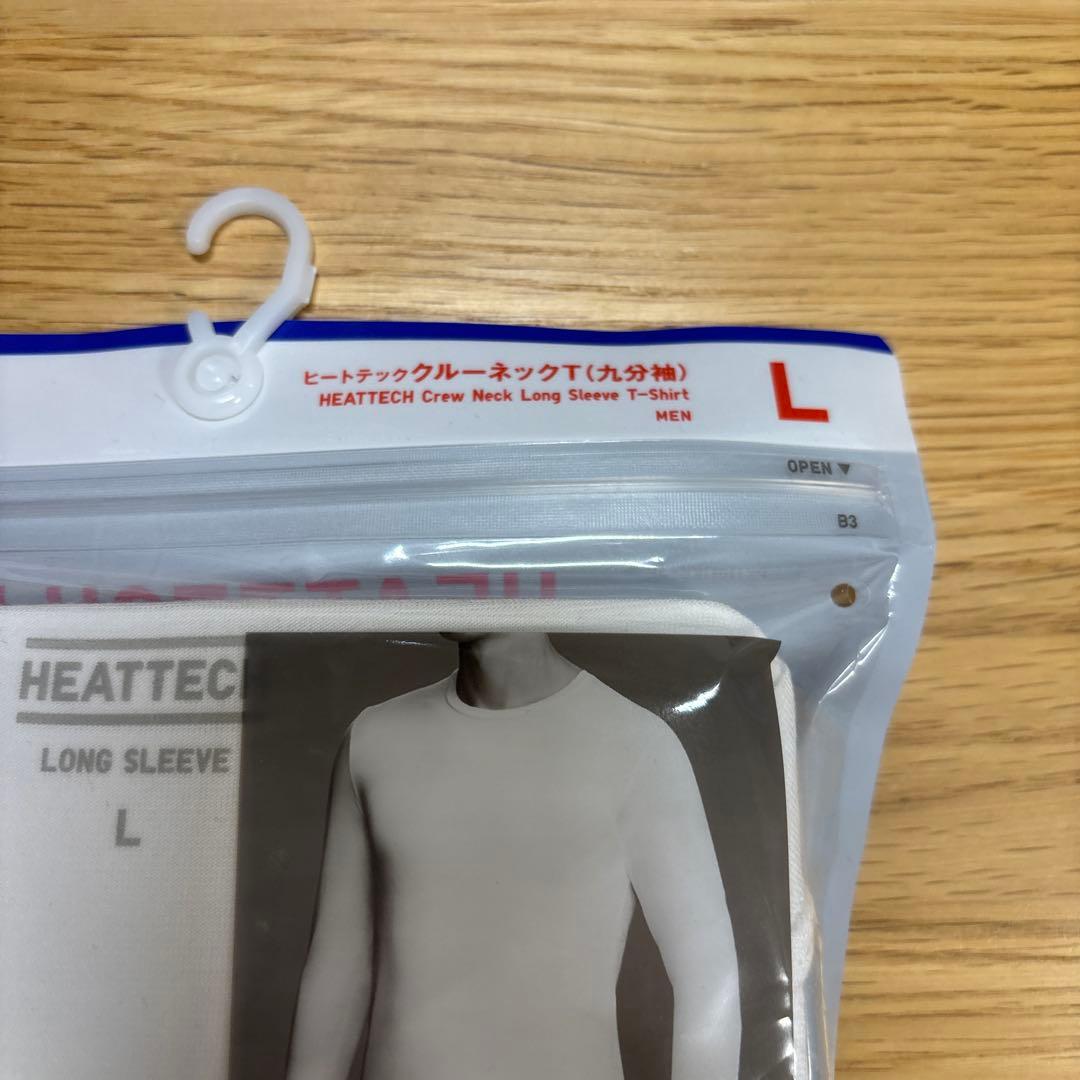 ヒートテッククルーネックT(九分袖)
HEATTECH Crew Neck Long Sleeve T-Shirt
MEN
L
OPEN▼
B3
HEATTECH
LONG SLEEVE
L